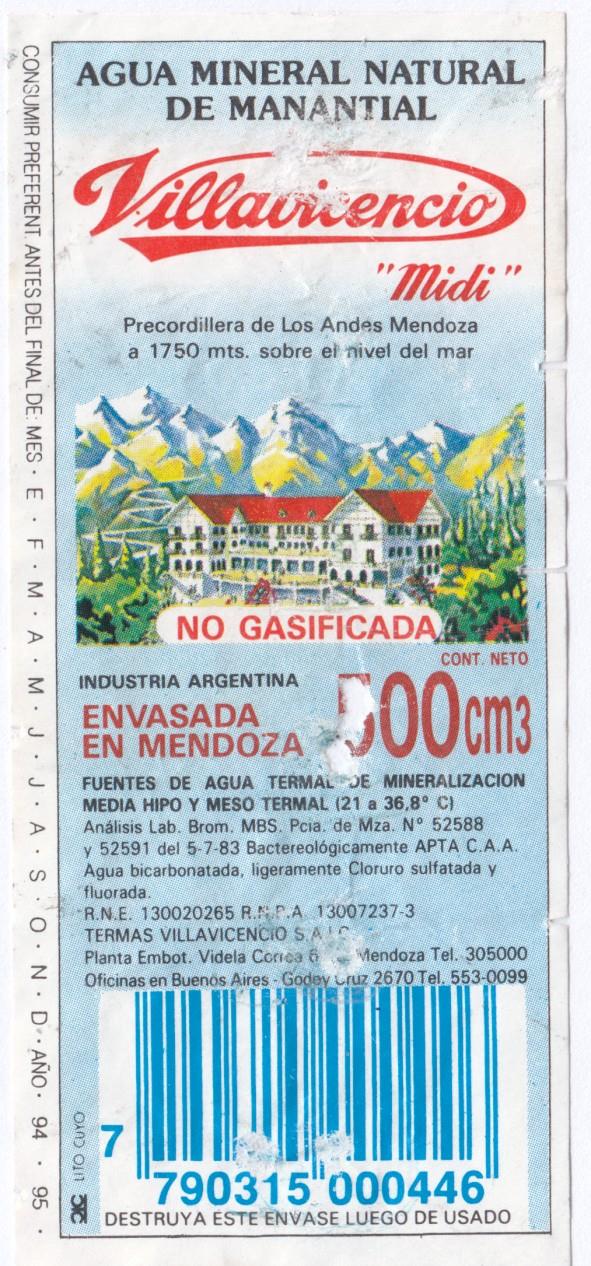 AGUA MINERAL NATURAL
DE MANANTIAL
Villavicencio
"Midi"
Precordillera de Los Andes Mendoza
a 1750 mts. sobre el nivel del mar
NO GASIFICADA
CONT. NETO
INDUSTRIA ARGENTINA
500cm3
ENVASADA
EN MENDOZA
FUENTES DE AGUA TERMAL DE MINERALIZACION
MEDIA HIPO Y MESO TERMAL (21 a 36,8° C)
Análisis Lab. Brom. MBS. Pcia. de Mza. N° 52588
y 52591 del 5-7-83 Bactereológicamente APTA C.A.A.
Agua bicarbonatada, ligeramente Cloruro sulfatada y
fluorada.
R.N.E. 130020265 R.N.P.A. 13007237-3
TERMAS VILLAVICENCIO
Planta Embot. Videla Correa Mendoza Tel. 305000
Oficinas en Buenos Aires - Godoy Cruz 2670 Tel. 553-0099
7 790315 000446
DESTRUYA ESTE ENVASE LUEGO DE USADO
CONSUMIR PREFERENT. ANTES DEL FINAL DE: MES · E · F · M · A · M · J · J · A · S · O · N · D · AÑO · 94 · 95 ·
LITO CUYO